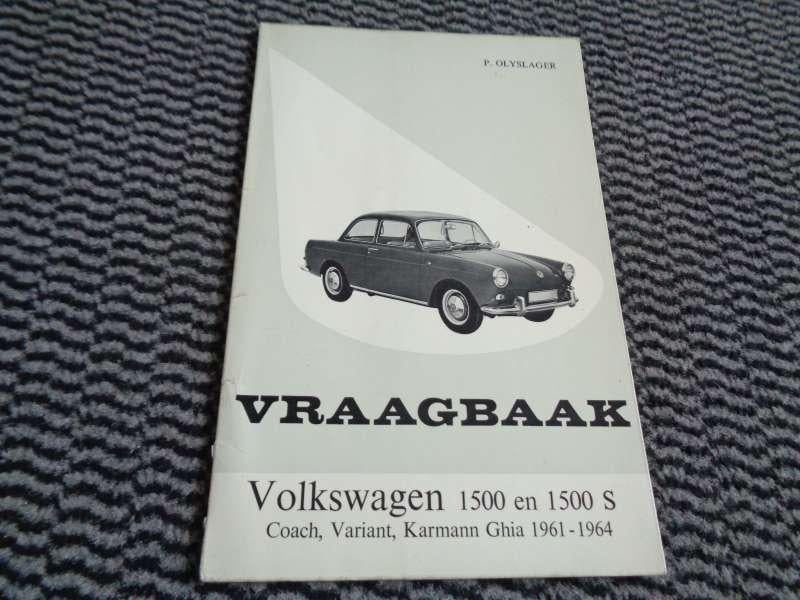 P. OLYSLAGER
VRAAGBAAK
Volkswagen 1500 en 1500 S
Coach, Variant, Karmann Ghia 1961-1964